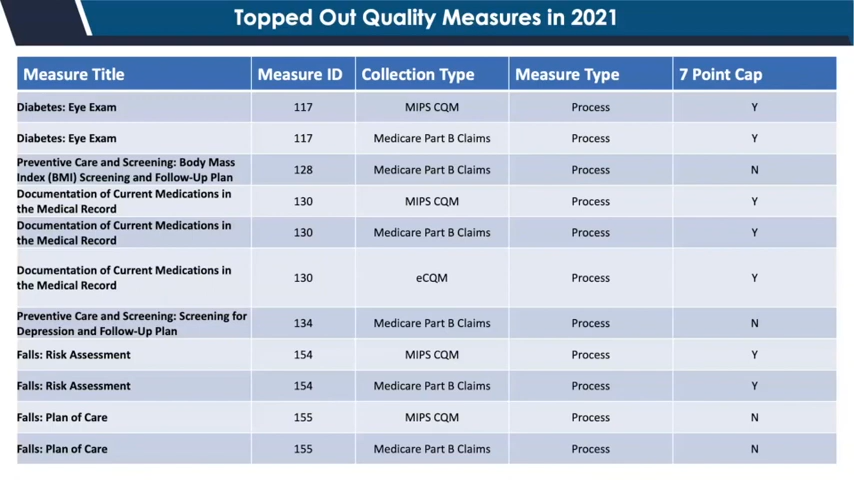 Topped Out Quality Measures in 2021
Measure Title Measure ID Collection Type Measure Type 7 Point Cap
Diabetes: Eye Exam 117 MIPS CQM Process Y
Diabetes: Eye Exam 117 Medicare Part B Claims Process Y
Preventive Care and Screening: Body Mass
Index (BMI) Screening and Follow-Up Plan 128 Medicare Part B Claims Process N
Documentation of Current Medications in
the Medical Record 130 MIPS CQM Process Y
Documentation of Current Medications in
the Medical Record 130 Medicare Part B Claims Process Y
Documentation of Current Medications in
the Medical Record 130 eCQM Process Y
Preventive Care and Screening: Screening for
Depression and Follow-Up Plan 134 Medicare Part B Claims Process N
Falls: Risk Assessment 154 MIPS CQM Process Y
Falls: Risk Assessment 154 Medicare Part B Claims Process Y
Falls: Plan of Care 155 MIPS CQM Process N
Falls: Plan of Care 155 Medicare Part B Claims Process N